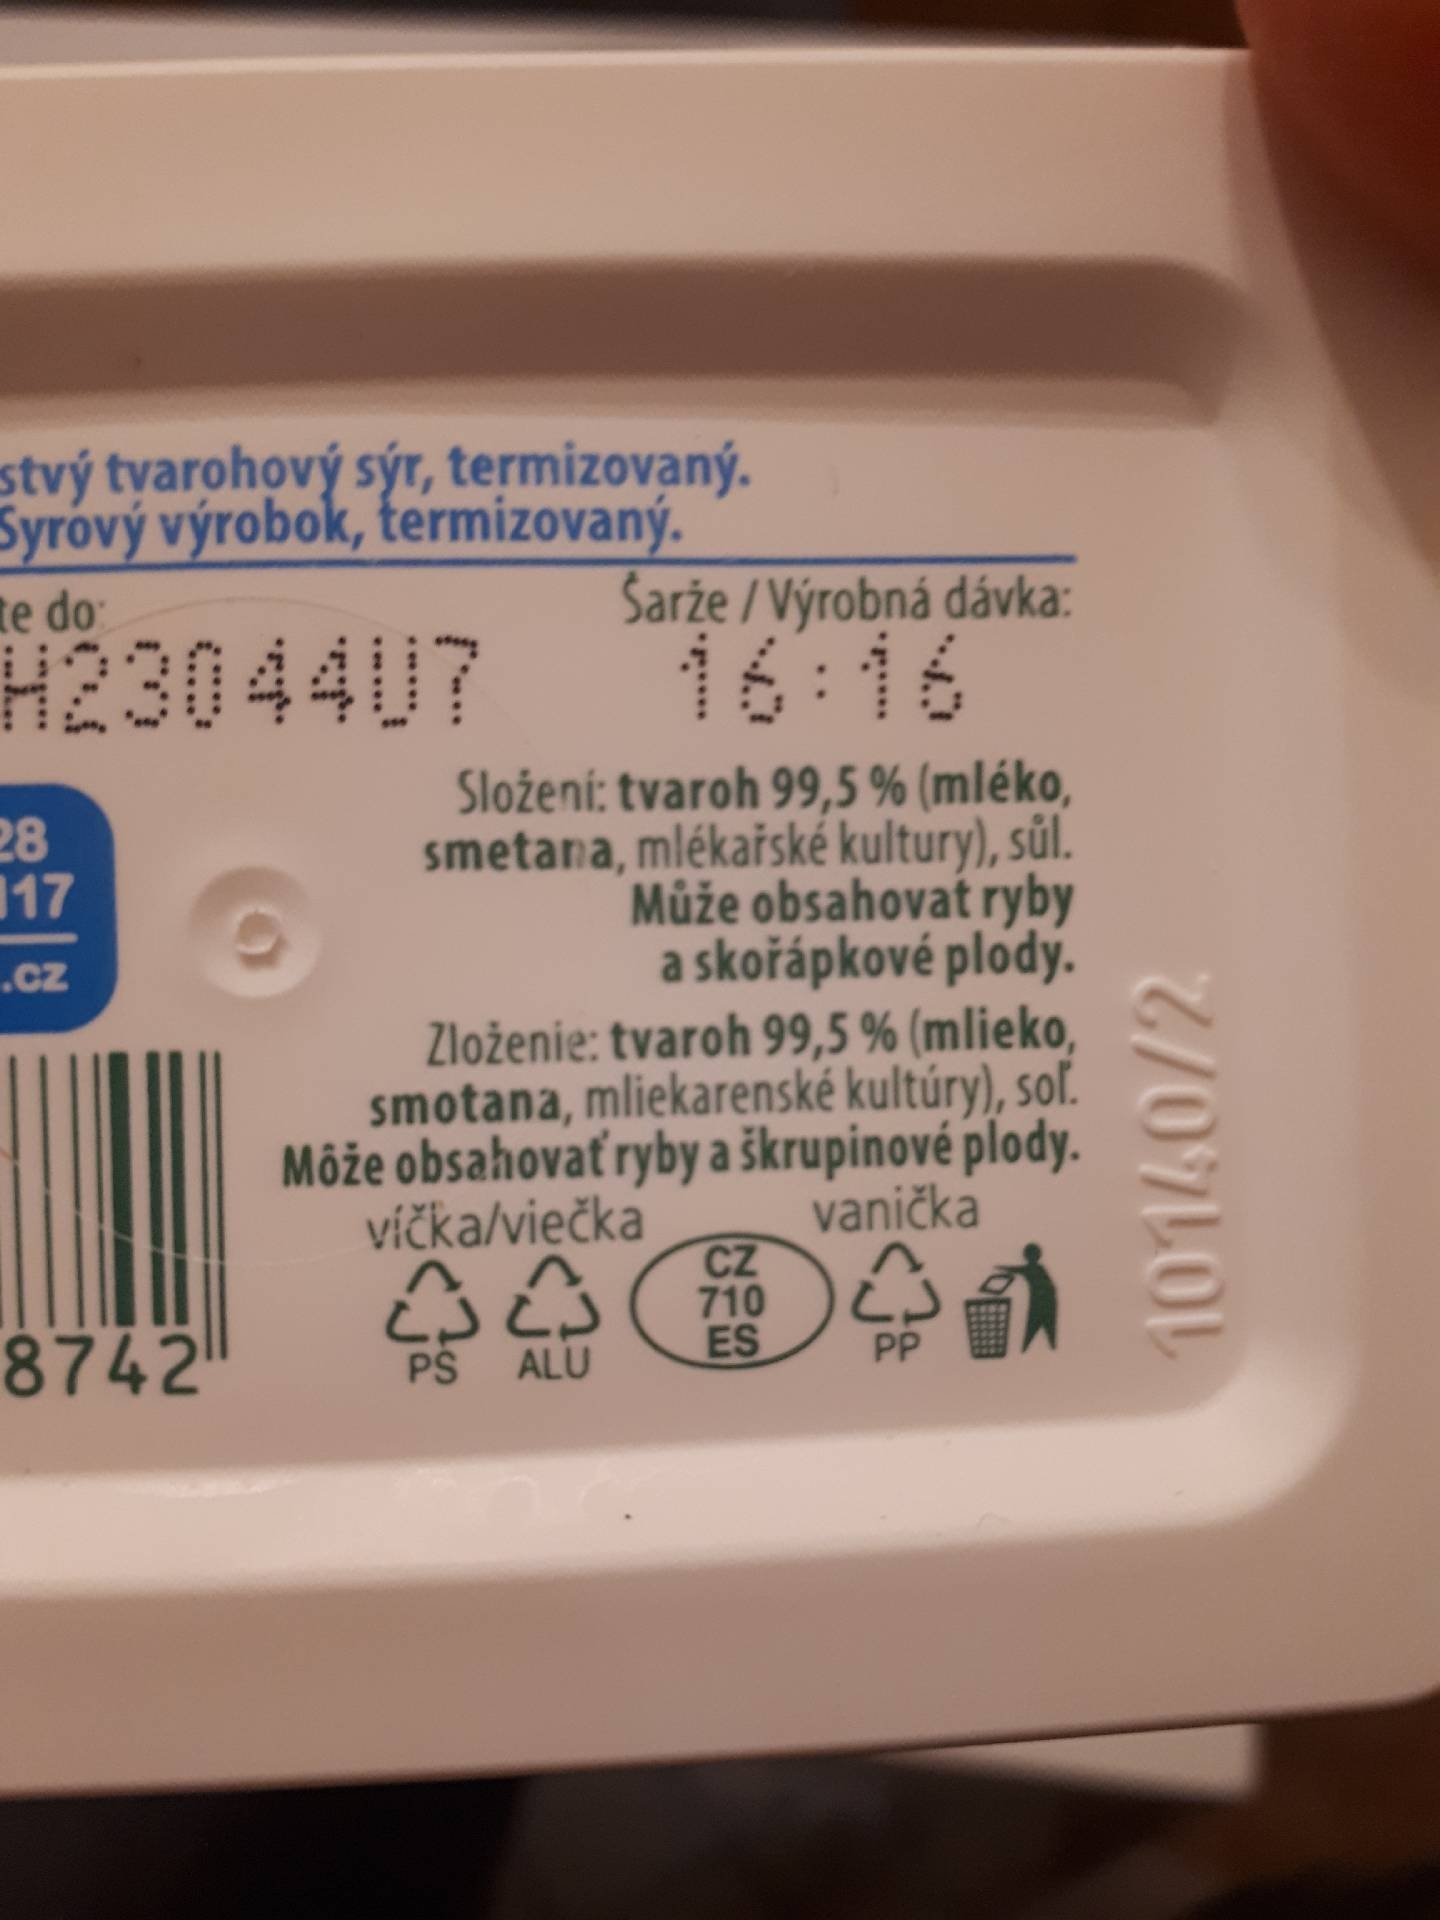 stvý tvarohový sýr, termizovaný.
Syrový výrobok, termizovaný.
te do:
Šarže / Výrobná dávka:
H23044U7
16:16
Složení: tvaroh 99,5 % (mléko,
smetana, mlékařské kultury), sůl.
Může obsahovat ryby
a skořápkové plody.
28
117
.cz
Zloženie: tvaroh 99,5 % (mlieko,
smotana, mliekarenské kultúry), soľ.
Môže obsahovať ryby a škrupinové plody.
víčka/viečka
vanička
PS
ALU
CZ
710
ES
PP
8742
10140/2